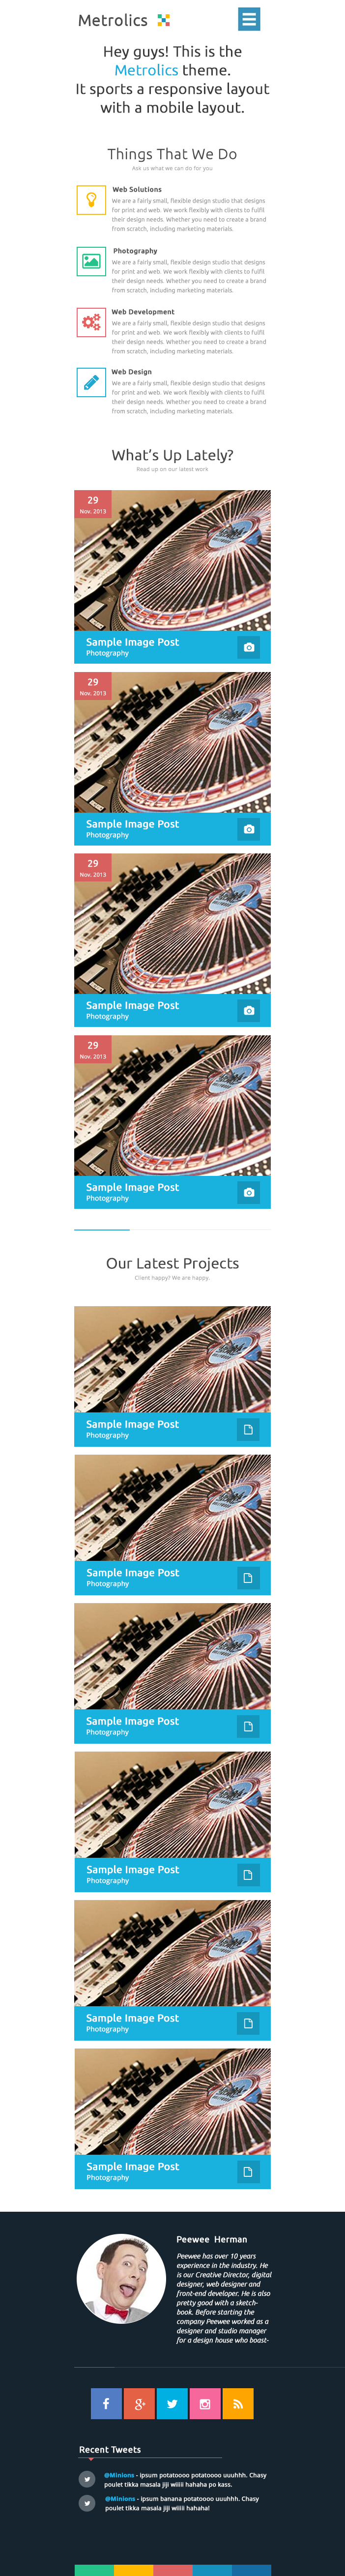 Metrolics
Hey guys! This is the
Metrolics theme.
It sports a responsive layout
with a mobile layout.
Things That We Do
Ask us what we can do for you
Web Solutions
We are a fairly small, flexible design studio that designs
for print and web. We work flexibly with clients to fulfil
their design needs. Whether you need to create a brand
from scratch, including marketing materials.
Photography
We are a fairly small, flexible design studio that designs
for print and web. We work flexibly with clients to fulfil
their design needs. Whether you need to create a brand
from scratch, including marketing materials.
Web Development
We are a fairly small, flexible design studio that designs
for print and web. We work flexibly with clients to fulfil
their design needs. Whether you need to create a brand
from scratch, including marketing materials.
Web Design
We are a fairly small, flexible design studio that designs
for print and web. We work flexibly with clients to fulfil
their design needs. Whether you need to create a brand
from scratch, including marketing materials.
What's Up Lately?
Read up on our latest work
29
Nov. 2013
Sample Image Post
Photography
29
Nov. 2013
Sample Image Post
Photography
29
Nov. 2013
Sample Image Post
Photography
29
Nov. 2013
Sample Image Post
Photography
Our Latest Projects
Client happy? We are happy.
Sample Image Post
Photography
Sample Image Post
Photography
Sample Image Post
Photography
Sample Image Post
Photography
Sample Image Post
Photography
Sample Image Post
Photography
Peewee Herman
Peewee has over 10 years
experience in the industry. He
is our Creative Director, digital
designer, web designer and
front-end developer. He is also
pretty good with a sketch-
book. Before starting the
company Peewee worked as a
designer and studio manager
for a design house who boast-
Recent Tweets
@Minions - ipsum potatoooo potatoooo uuuhhh. Chasy
poulet tikka masala jiji wiiii hahaha po kass.
@Minions - ipsum banana potatoooo uuuhhh. Chasy
poulet tikka masala jiji wiiii hahaha!